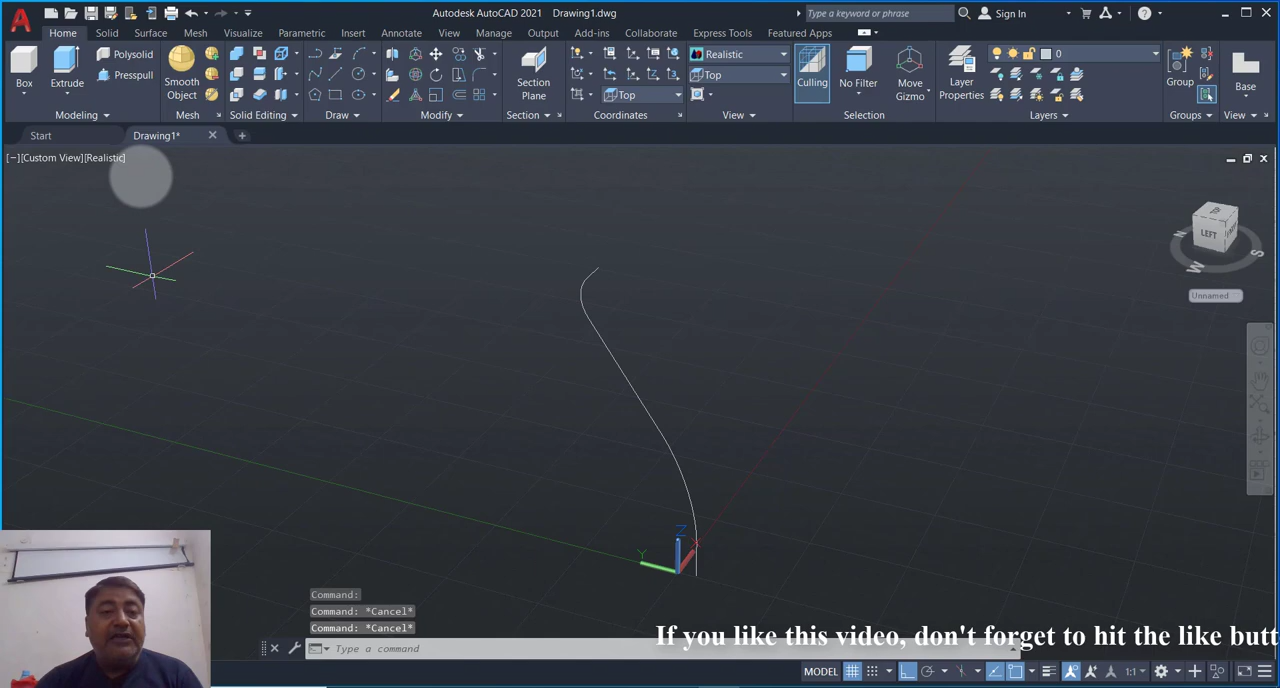 Autodesk AutoCAD 2021 Drawing1.dwg
Type a keyword or phrase
Sign In
Home Solid Surface Mesh Visualize Parametric Insert Annotate View Manage Output Add-ins Collaborate Express Tools Featured Apps
Box
Extrude
Polysolid
Presspull
Smooth Object
Section Plane
Realistic
Top
Top
Culling
No Filter
Move Gizmo
Layer Properties
0
Group
Base
Modeling
Mesh
Solid Editing
Draw
Modify
Section
Coordinates
View
Selection
Layers
Groups
View
Start
Drawing1*
[−][Custom View][Realistic]
N
LEFT
W
S
Unnamed
Z
X
Y
Command:
Command: *Cancel*
Command: *Cancel*
If you like this video, don't forget to hit the like butt
Type a command
MODEL
1:1